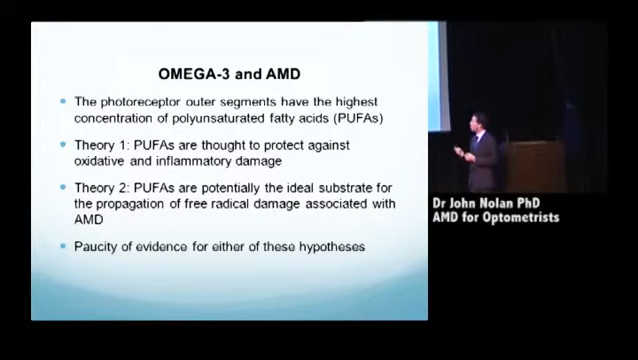 OMEGA-3 and AMD
The photoreceptor outer segments have the highest
concentration of polyunsaturated fatty acids (PUFAs)
Theory 1: PUFAs are thought to protect against
oxidative and inflammatory damage
Theory 2: PUFAs are potentially the ideal substrate for
the propagation of free radical damage associated with
AMD
Paucity of evidence for either of these hypotheses
Dr John Nolan PhD
AMD for Optometrists